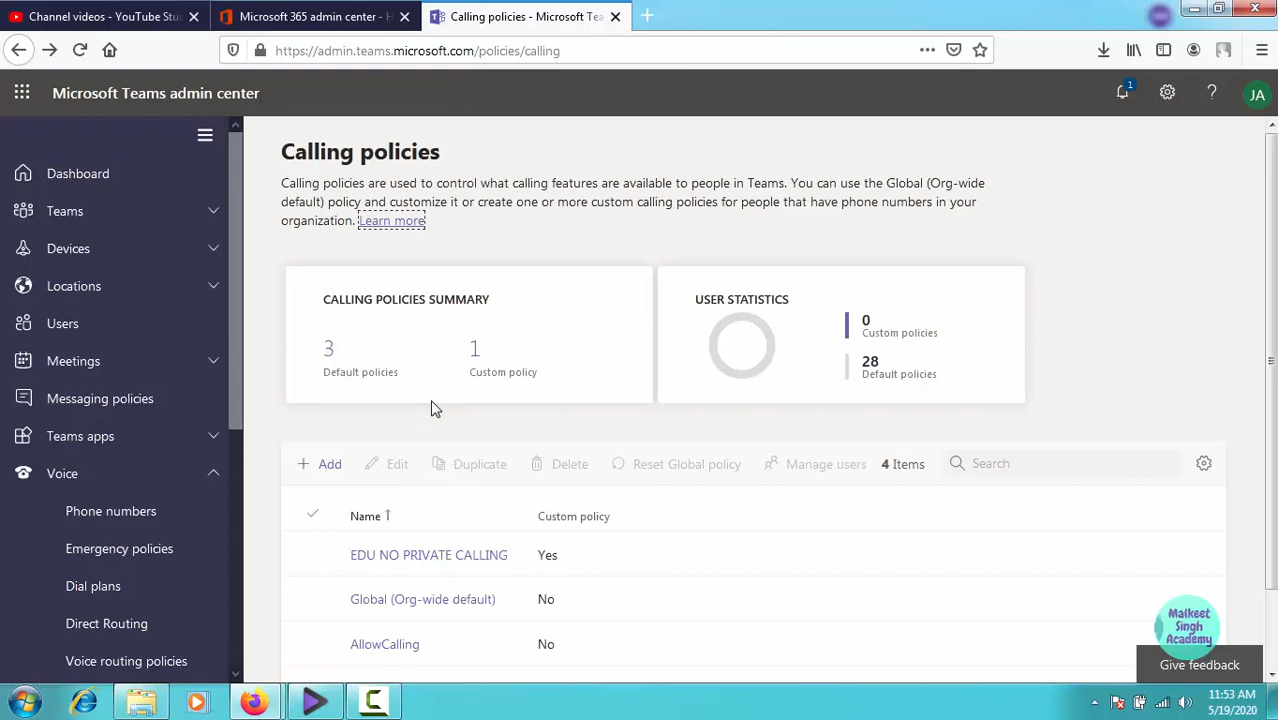 Channel videos - YouTube Stu
Microsoft 365 admin center - H
Calling policies - Microsoft Tea
https://admin.teams.microsoft.com/policies/calling
Microsoft Teams admin center
1
JA
Dashboard
Teams
Devices
Locations
Users
Meetings
Messaging policies
Teams apps
Voice
Phone numbers
Emergency policies
Dial plans
Direct Routing
Voice routing policies
Calling policies
Calling policies are used to control what calling features are available to people in Teams. You can use the Global (Org-wide
default) policy and customize it or create one or more custom calling policies for people that have phone numbers in your
organization. Learn more
CALLING POLICIES SUMMARY
3
Default policies
1
Custom policy
USER STATISTICS
0
Custom policies
28
Default policies
Add Edit Duplicate Delete Reset Global policy Manage users 4 Items Search
Name Custom policy
EDU NO PRIVATE CALLING Yes
Global (Org-wide default) No
AllowCalling No
Malkeet
Singh
Academy
Give feedback
11:53 AM
5/19/2020